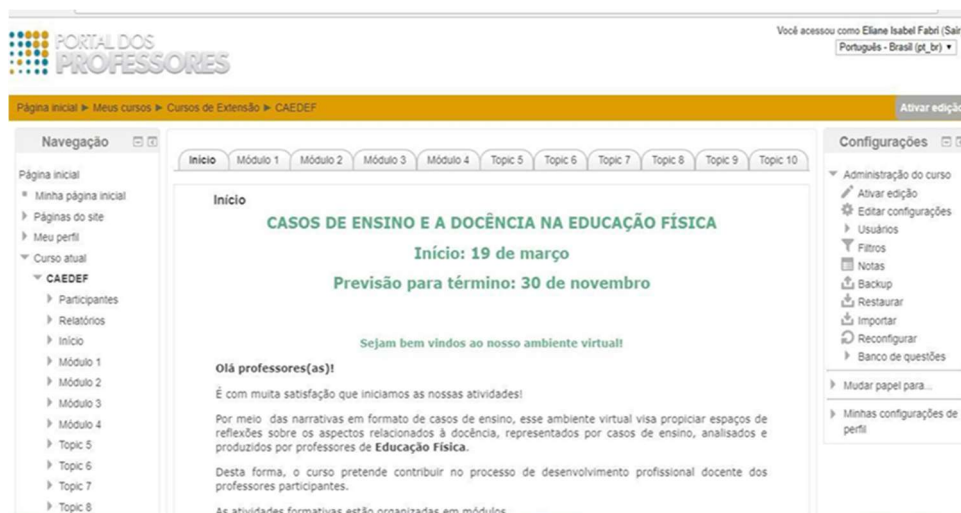 PORTAL DOS
PROFESSORES
Você acessou como Eliane Isabel Fabri (Sair
Português - Brasil (pt_br)
Página inicial ► Meus cursos ► Cursos de Extensão ► CAEDEF
Ativar edição
Navegação
Página inicial
Minha página inicial
Páginas do site
Meu perfil
Curso atual
CAEDEF
Participantes
Relatórios
Início
Módulo 1
Módulo 2
Módulo 3
Módulo 4
Topic 5
Topic 6
Topic 7
Topic 8
Início Módulo 1 Módulo 2 Módulo 3 Módulo 4 Topic 5 Topic 6 Topic 7 Topic 8 Topic 9 Topic 10
Início
CASOS DE ENSINO E A DOCÊNCIA NA EDUCAÇÃO FÍSICA
Início: 19 de março
Previsão para término: 30 de novembro
Sejam bem vindos ao nosso ambiente virtual!
Olá professores(as)!
É com muita satisfação que iniciamos as nossas atividades!
Por meio das narrativas em formato de casos de ensino, esse ambiente virtual visa propiciar espaços de
reflexões sobre os aspectos relacionados à docência, representados por casos de ensino, analisados e
produzidos por professores de Educação Física.
Desta forma, o curso pretende contribuir no processo de desenvolvimento profissional docente dos
professores participantes.
As atividades formativas estão organizadas em módulos.
Configurações
Administração do curso
Ativar edição
Editar configurações
Usuários
Filtros
Notas
Backup
Restaurar
Importar
Reconfigurar
Banco de questões
Mudar papel para...
Minhas configurações de
perfil